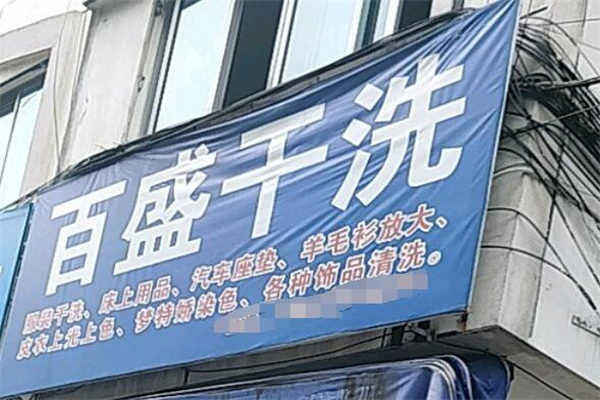 百盛干洗
服装干洗、床上用品、汽车座垫、羊毛衫放大、
皮衣上光上色、梦特娇染色、各种饰品清洗。